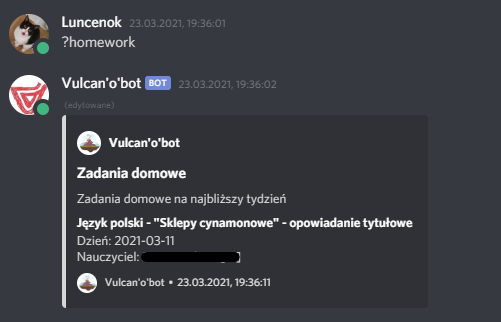 Luncenok 23.03.2021, 19:36:01
?homework
Vulcan'o'bot BOT 23.03.2021, 19:36:02
(edytowane)
Vulcan'o'bot
Zadania domowe
Zadania domowe na najbliższy tydzień
Język polski - "Sklepy cynamonowe" - opowiadanie tytułowe
Dzień: 2021-03-11
Nauczyciel:
Vulcan'o'bot • 23.03.2021, 19:36:11